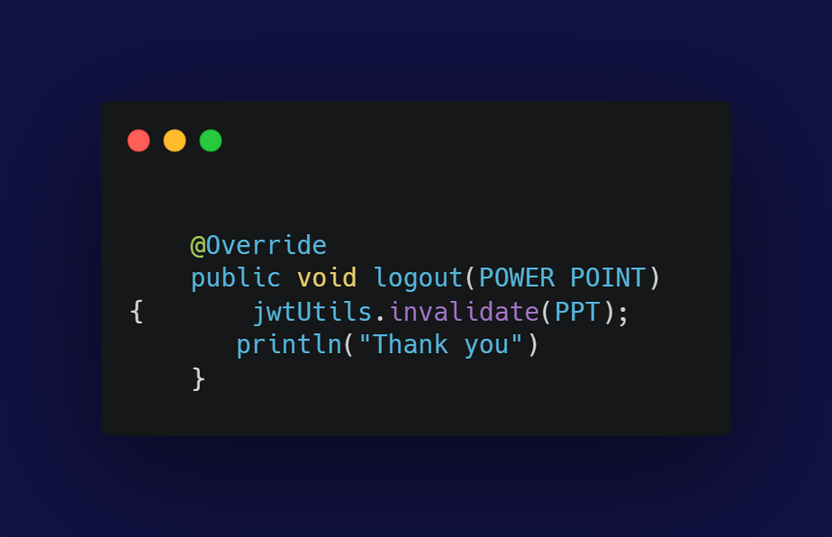 @Override
public void logout(POWER POINT)
{ jwtUtils.invalidate(PPT);
println("Thank you")
}